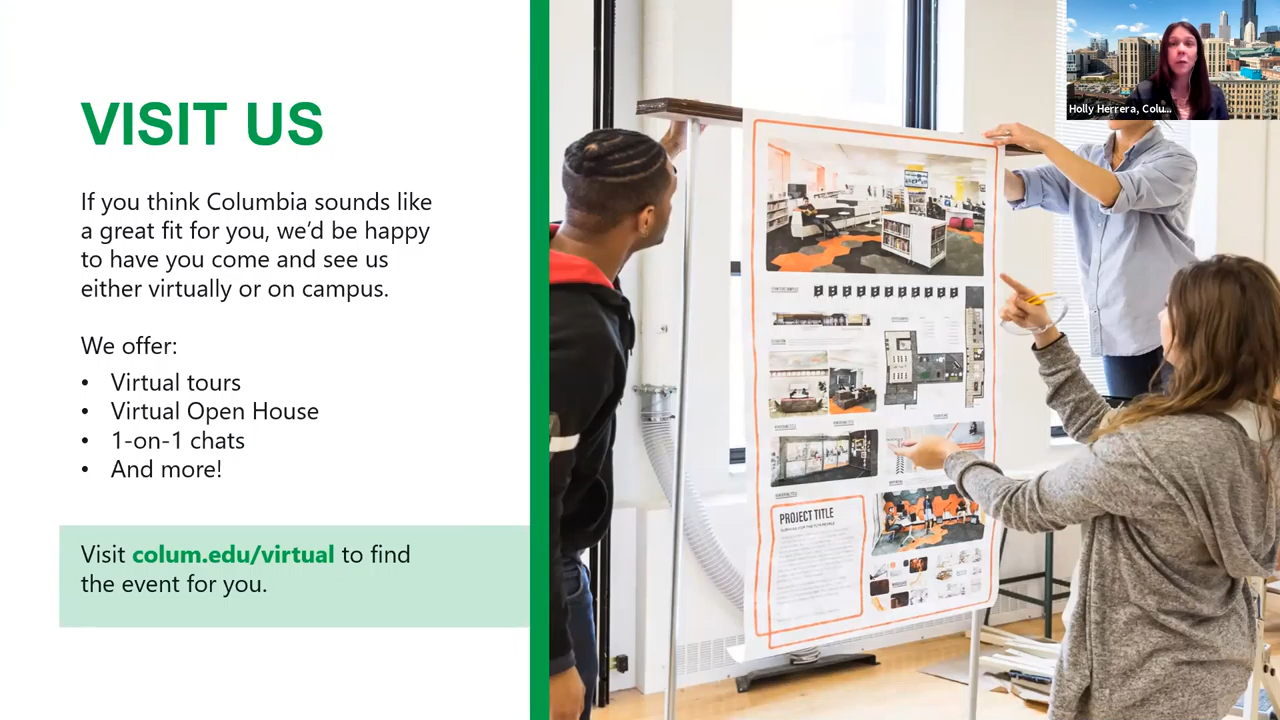 VISIT US
If you think Columbia sounds like
a great fit for you, we’d be happy
to have you come and see us
either virtually or on campus.
We offer:
• Virtual tours
• Virtual Open House
• 1-on-1 chats
• And more!
Visit colum.edu/virtual to find
the event for you.
Holly Herrera, Colu...
PROJECT TITLE